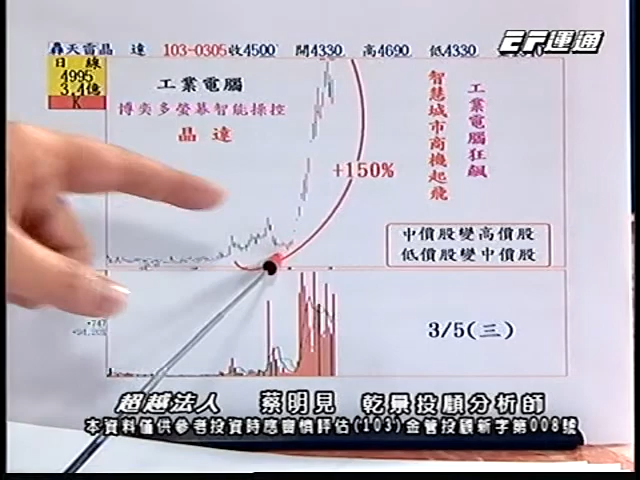 EF運通
轟天雷晶 達 103-0305收4500 開4330 高4690 低4330
日 線
4995
3.4億
K
工業電腦
博奕多螢幕智能操控
晶 達
+150%
智慧城市商機起飛
工業電腦狂飆
中價股變高價股
低價股變中價股
+747
3/5(三)
超越法人 蔡明見 乾景投顧分析師
本資料僅供參考投資時應審慎評估(103)金管投顧新字第008號